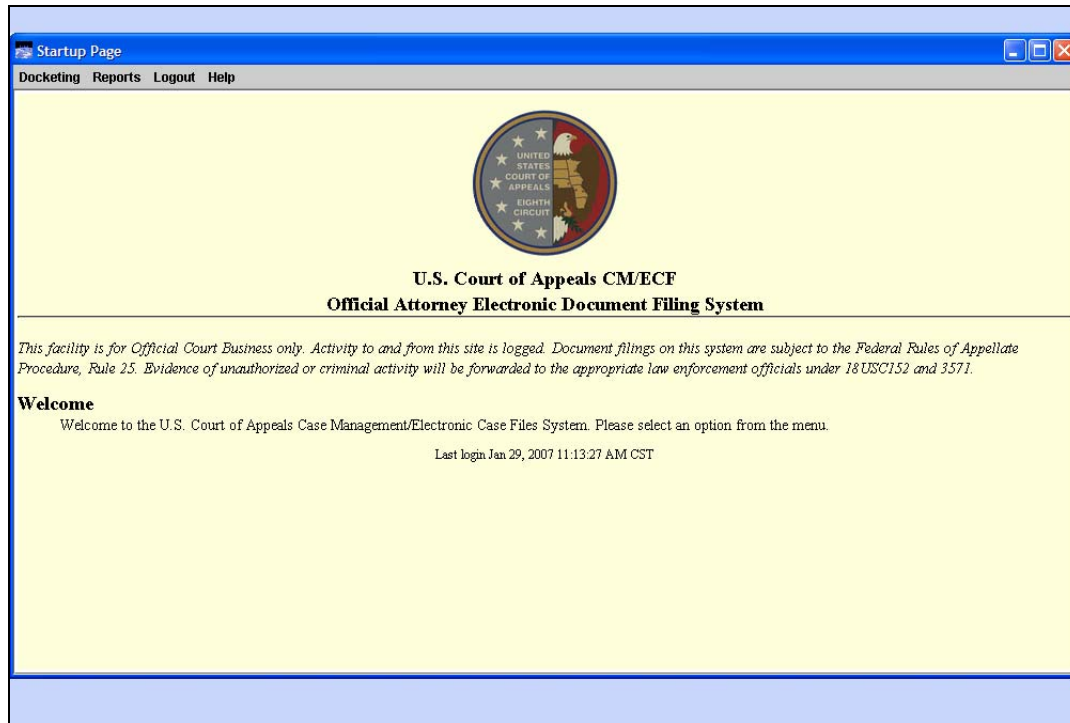 Startup Page
Docketing Reports Logout Help
UNITED
STATES
COURT OF
APPEALS
EIGHTH
CIRCUIT
U.S. Court of Appeals CM/ECF
Official Attorney Electronic Document Filing System
This facility is for Official Court Business only. Activity to and from this site is logged. Document filings on this system are subject to the Federal Rules of Appellate
Procedure, Rule 25. Evidence of unauthorized or criminal activity will be forwarded to the appropriate law enforcement officials under 18USC152 and 3571.
Welcome
Welcome to the U.S. Court of Appeals Case Management/Electronic Case Files System. Please select an option from the menu.
Last login Jan 29, 2007 11:13:27 AM CST